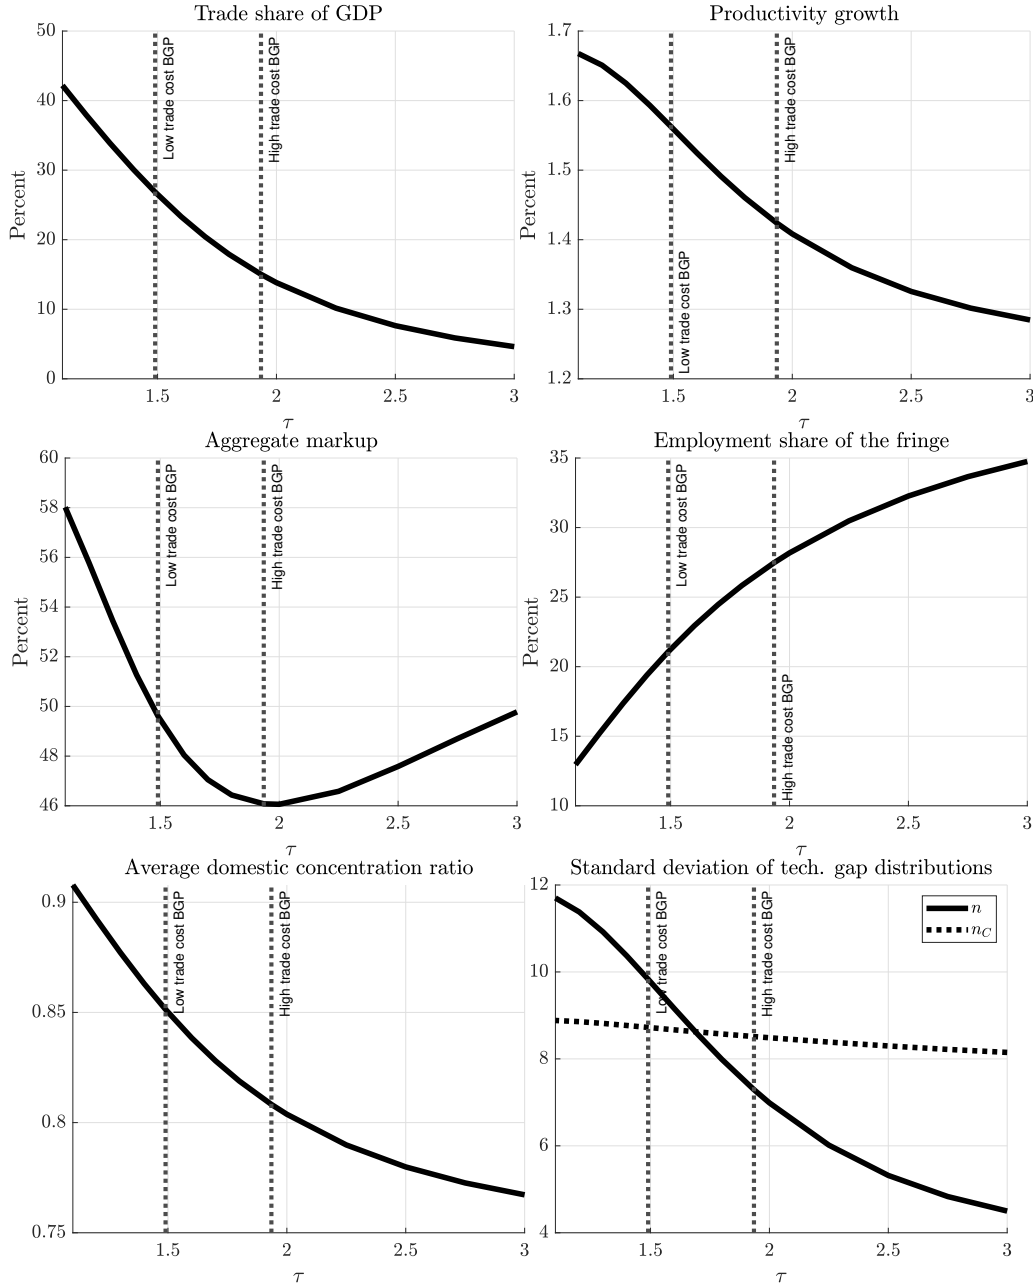 Trade share of GDP
50
40
30
20
10
0
Percent
Low trade cost BGP
High trade cost BGP
1.5
2
2.5
3
τ
Productivity growth
1.7
1.6
1.5
1.4
1.3
1.2
Percent
Low trade cost BGP
High trade cost BGP
1.5
2
2.5
3
τ
Aggregate markup
60
58
56
54
52
50
48
46
Percent
Low trade cost BGP
High trade cost BGP
1.5
2
2.5
3
τ
Employment share of the fringe
35
30
25
20
15
10
Percent
Low trade cost BGP
High trade cost BGP
1.5
2
2.5
3
τ
Average domestic concentration ratio
0.9
0.85
0.8
0.75
Low trade cost BGP
High trade cost BGP
1.5
2
2.5
3
τ
Standard deviation of tech. gap distributions
12
10
8
6
4
Low trade cost BGP
High trade cost BGP
n
n_C
1.5
2
2.5
3
τ